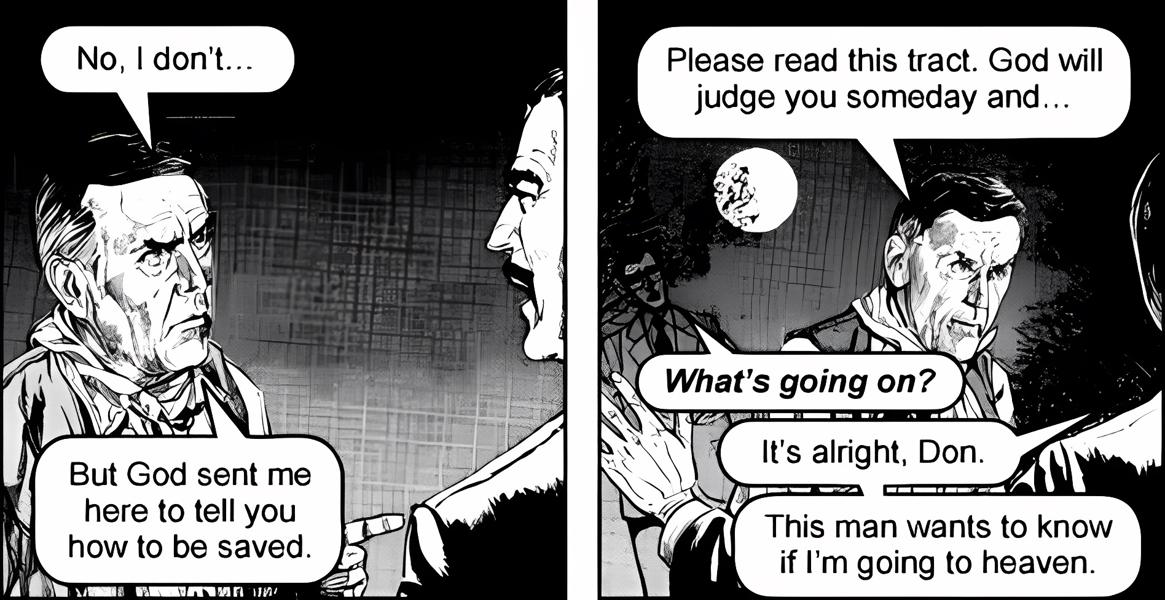 No, I don't...
But God sent me
here to tell you
how to be saved.
Please read this tract. God will
judge you someday and...
What's going on?
It's alright, Don.
This man wants to know
if I'm going to heaven.